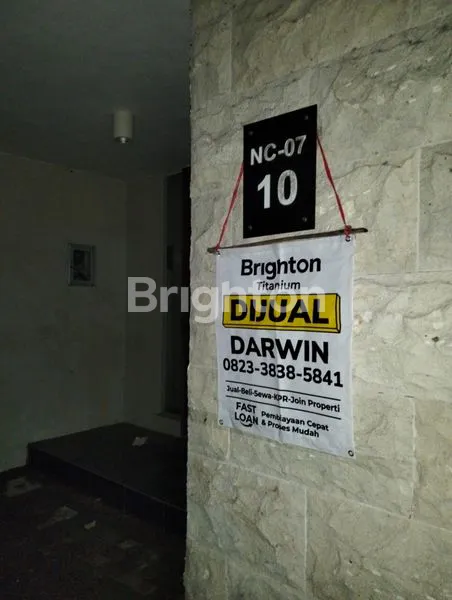 NC-07
10
Brighton
Titanium
DIJUAL
DARWIN
0823-3838-5841
Jual-Beli-Sewa-KPR-Join Properti
FAST LOAN
Pembiayaan Cepat
& Proses Mudah
Brighton